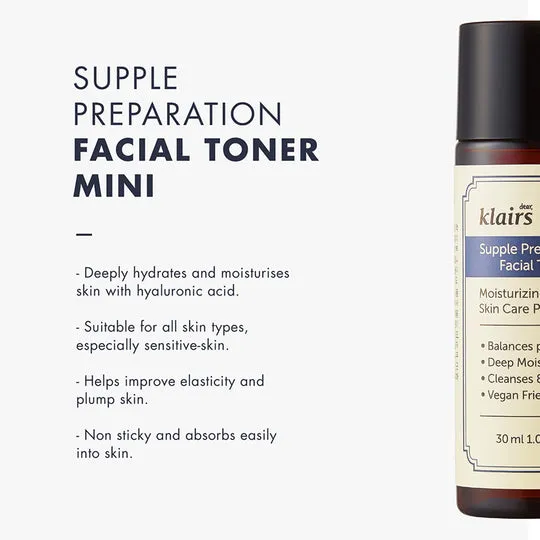 SUPPLE
PREPARATION
FACIAL TONER
MINI
- Deeply hydrates and moisturises
skin with hyaluronic acid.
- Suitable for all skin types,
especially sensitive-skin.
- Helps improve elasticity and
plump skin.
- Non sticky and absorbs easily
into skin.
dear,
klairs
Supple Pre
Facial T
Moisturizin
Skin Care P
• Balances p
• Deep Mois
• Cleanses &
• Vegan Frie
30 ml 1.0